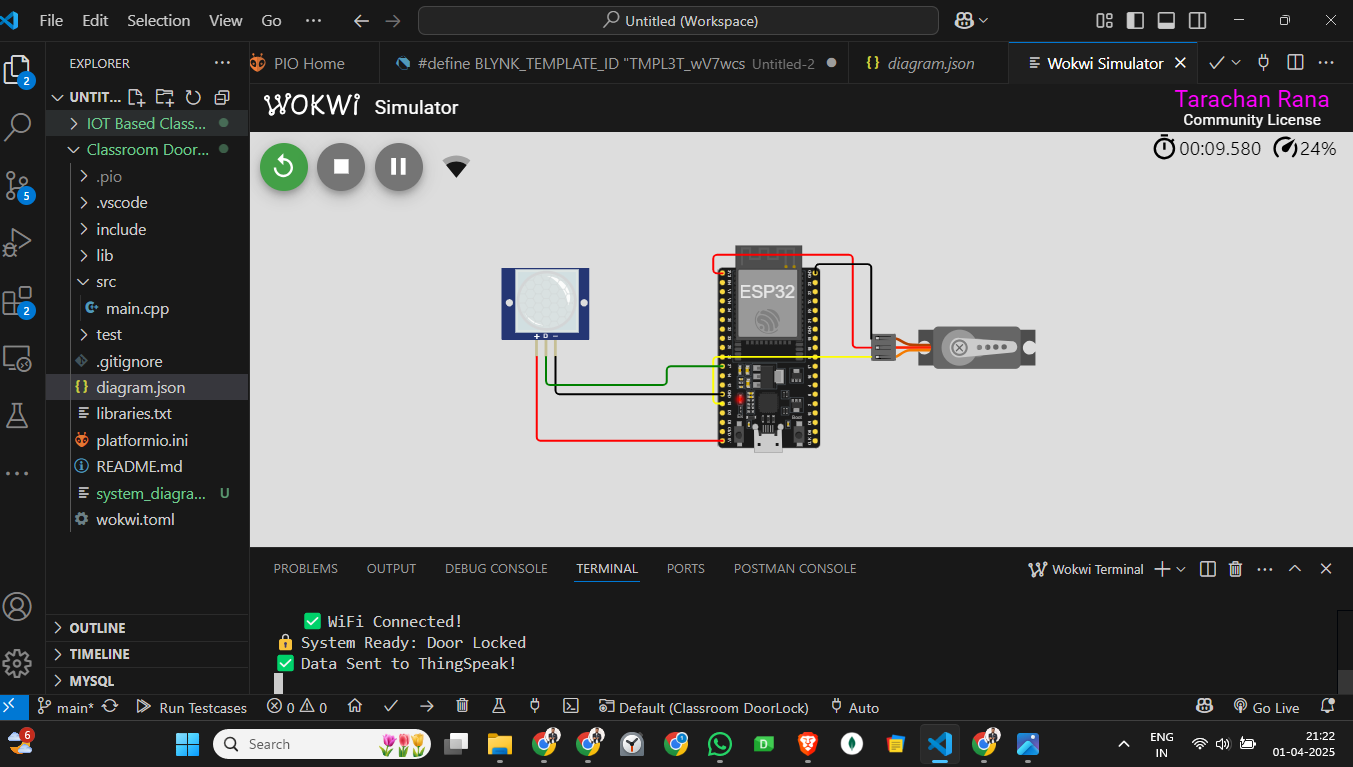 File Edit Selection View Go ··· Untitled (Workspace)
EXPLORER ···
PIO Home #define BLYNK_TEMPLATE_ID "TMPL3T_wV7wcs Untitled-2 diagram.json Wokwi Simulator
UNTIT...
WOKWi Simulator
Tarachan Rana
Community License
00:09.580 24%
IOT Based Class...
Classroom Door...
.pio
.vscode
include
lib
src
main.cpp
test
.gitignore
diagram.json
libraries.txt
platformio.ini
README.md
system_diagra... U
wokwi.toml
2
5
2
ESP32
+ D -
PROBLEMS OUTPUT DEBUG CONSOLE TERMINAL PORTS POSTMAN CONSOLE
Wokwi Terminal
✅ WiFi Connected!
🔒 System Ready: Door Locked
✅ Data Sent to ThingSpeak!
OUTLINE
TIMELINE
MYSQL
main* Run Testcases 0 0 Default (Classroom DoorLock) Auto Go Live
6
Search
ENG
IN
21:22
01-04-2025